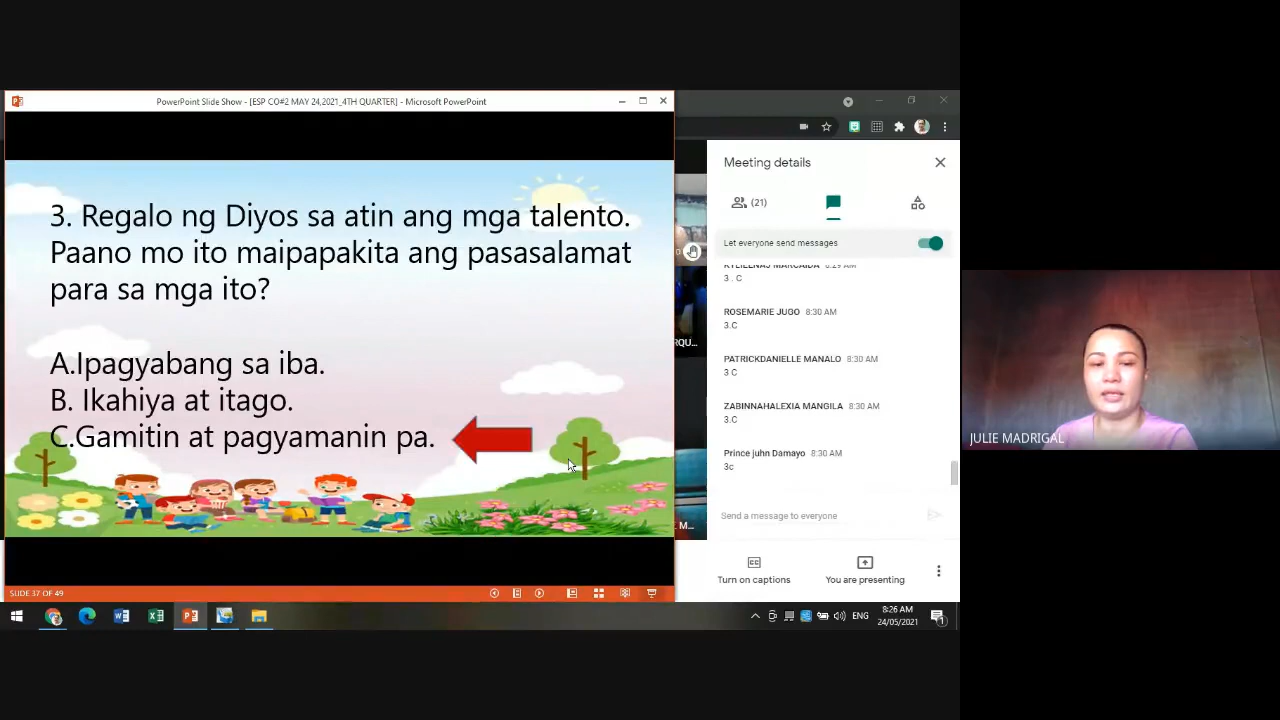 PowerPoint Slide Show - [ESP CO#2 MAY 24,2021_4TH QUARTER] - Microsoft PowerPoint
3. Regalo ng Diyos sa atin ang mga talento.
Paano mo ito maipapakita ang pasasalamat
para sa mga ito?
A.Ipagyabang sa iba.
B. Ikahiya at itago.
C.Gamitin at pagyamanin pa.
SLIDE 37 OF 49
Meeting details
(21)
Let everyone send messages
3 . C
ROSEMARIE JUGO 8:30 AM
3.C
PATRICKDANIELLE MANALO 8:30 AM
3 C
ZABINNAHALEXIA MANGILA 8:30 AM
3.C
Prince juhn Damayo 8:30 AM
3c
Send a message to everyone
Turn on captions
You are presenting
JULIE MADRIGAL
ENG
8:26 AM
24/05/2021